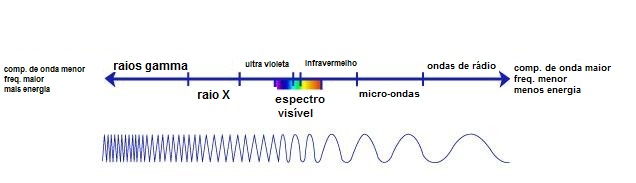 comp. de onda menor
freq. maior
mais energia
raios gamma
raio X
ultra violeta
infravermelho
espectro
visível
micro-ondas
ondas de rádio
comp. de onda maior
freq. menor
menos energia